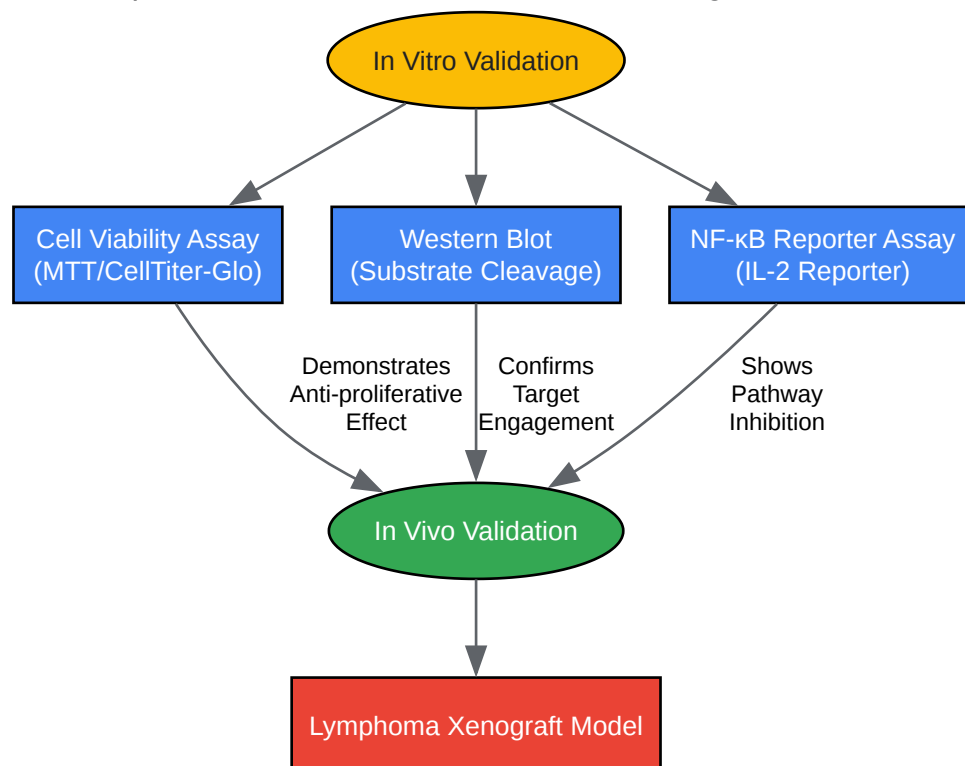 In Vitro Validation
Cell Viability Assay
(MTT/CellTiter-Glo)
Western Blot
(Substrate Cleavage)
NF-κB Reporter Assay
(IL-2 Reporter)
Demonstrates
Anti-proliferative
Effect
Confirms
Target
Engagement
Shows
Pathway
Inhibition
In Vivo Validation
Lymphoma Xenograft Model